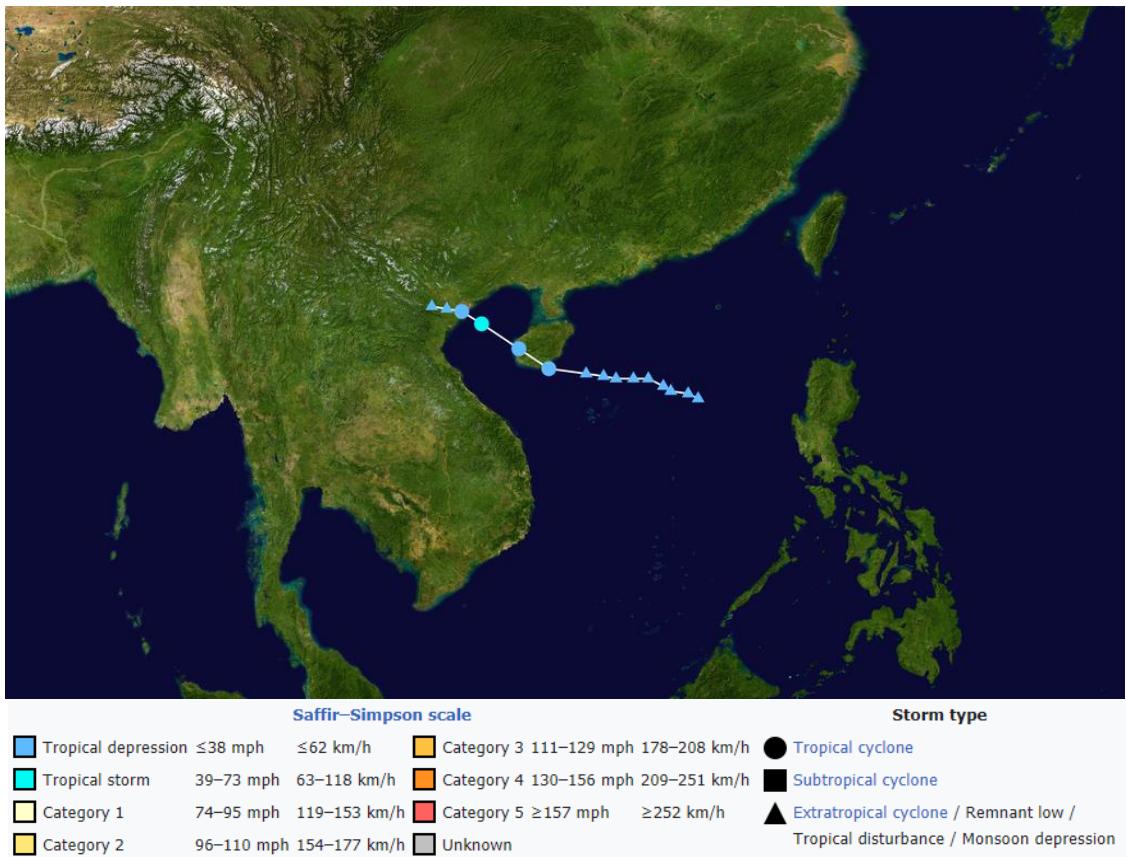 Saffir–Simpson scale
Tropical depression ≤38 mph ≤62 km/h
Tropical storm 39–73 mph 63–118 km/h
Category 1 74–95 mph 119–153 km/h
Category 2 96–110 mph 154–177 km/h
Category 3 111–129 mph 178–208 km/h
Category 4 130–156 mph 209–251 km/h
Category 5 ≥157 mph ≥252 km/h
Unknown
Storm type
Tropical cyclone
Subtropical cyclone
Extratropical cyclone / Remnant low /
Tropical disturbance / Monsoon depression